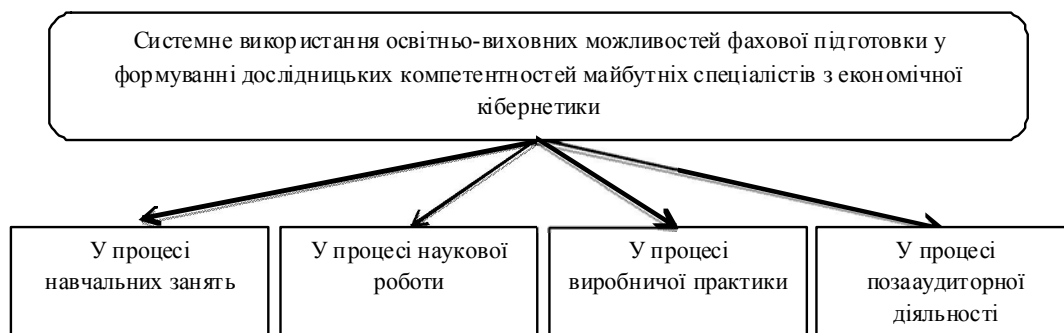 Системне використання освітньо-виховних можливостей фахової підготовки у
формуванні дослідницьких компетентностей майбутніх спеціалістів з економічної
кібернетики
У процесі
навчальних занять
У процесі наукової
роботи
У процесі
виробничої практики
У процесі
позааудиторної
діяльності